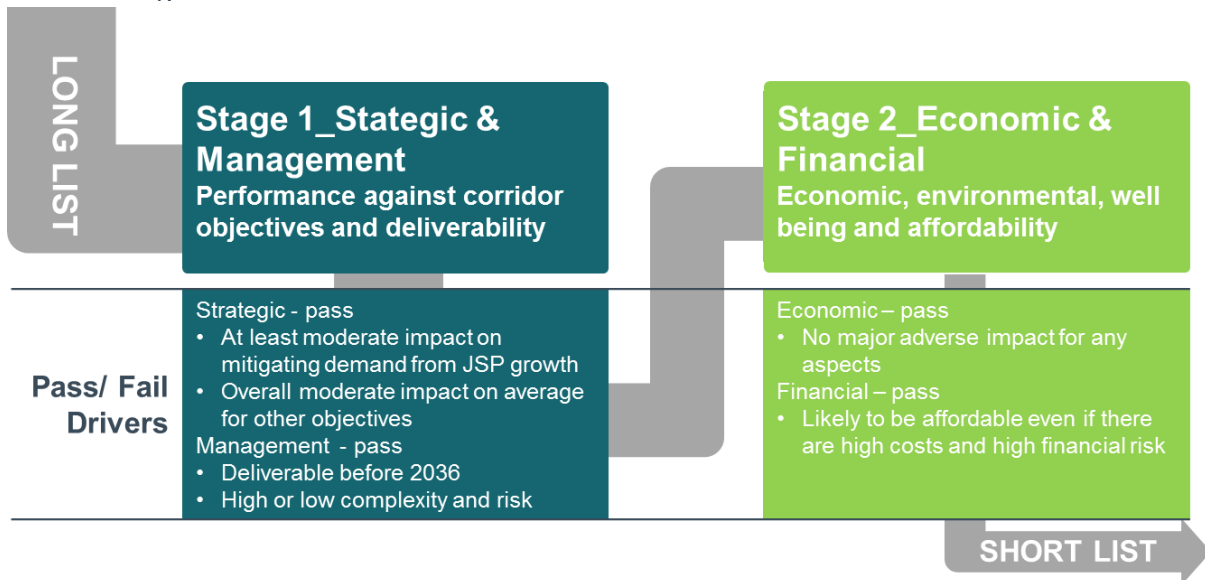 LONG LIST
Stage 1_Stategic &
Management
Performance against corridor
objectives and deliverability
Stage 2_Economic &
Financial
Economic, environmental, well
being and affordability
Pass/ Fail
Drivers
Strategic - pass
• At least moderate impact on
mitigating demand from JSP growth
• Overall moderate impact on average
for other objectives
Management - pass
• Deliverable before 2036
• High or low complexity and risk
Economic – pass
• No major adverse impact for any
aspects
Financial – pass
• Likely to be affordable even if there
are high costs and high financial risk
SHORT LIST